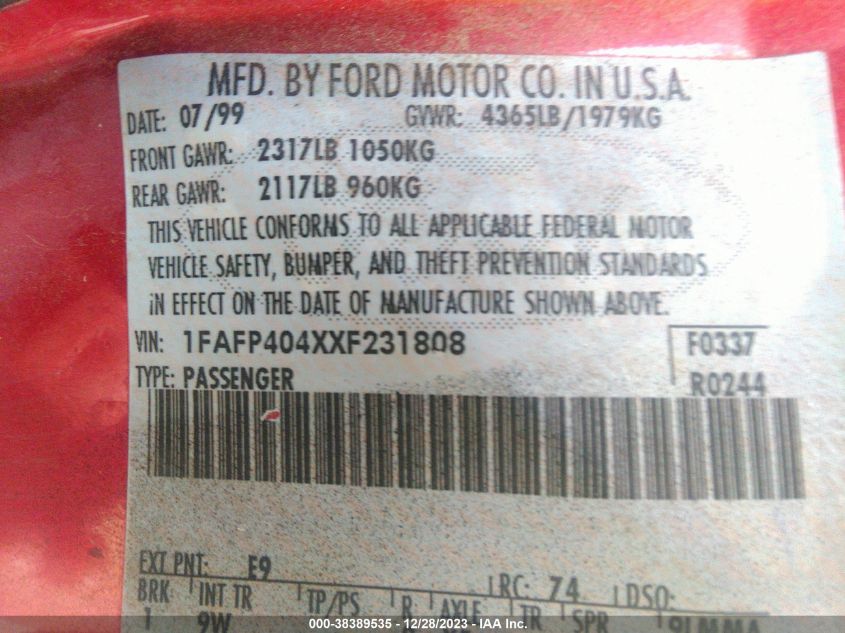 MFD. BY FORD MOTOR CO. IN U.S.A.
DATE: 07/99 GVWR: 4365LB/1979KG
FRONT GAWR: 2317LB 1050KG
REAR GAWR: 2117LB 960KG
THIS VEHICLE CONFORMS TO ALL APPLICABLE FEDERAL MOTOR
VEHICLE SAFETY, BUMPER, AND THEFT PREVENTION STANDARDS
IN EFFECT ON THE DATE OF MANUFACTURE SHOWN ABOVE.
VIN: 1FAFP404XXF231808 F0337
TYPE: PASSENGER R0244
EXT PNT: E9 RC: 74 DSO:
BRK INT TR TP/PS R AXLE TR SPR
9W
000-38389535 - 12/28/2023 - IAA Inc.